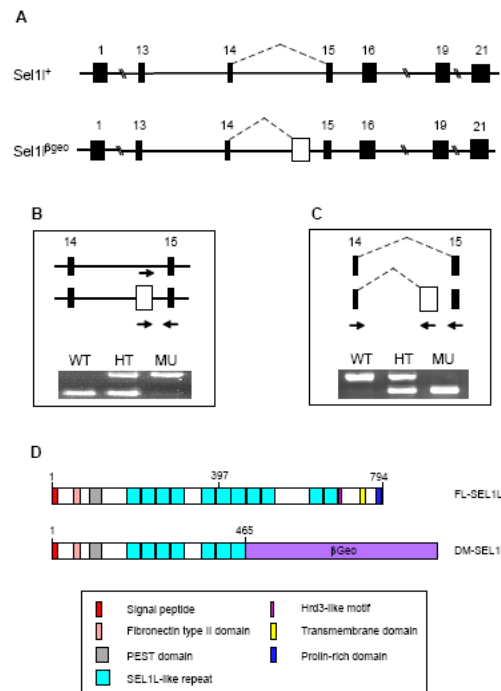 A
1 13 14 15 16 19 21
Sel1l+
1 13 14 15 16 19 21
Sel1lβgeo
B
14 15
WT HT MU
C
14 15
WT HT MU
D
1 397 794
FL-SEL1L
1 465
βGeo
DM-SEL1
Signal peptide
Hrd3-like motif
Fibronectin type II domain
Transmembrane domain
PEST domain
Prolin-rich domain
SEL1L-like repeat